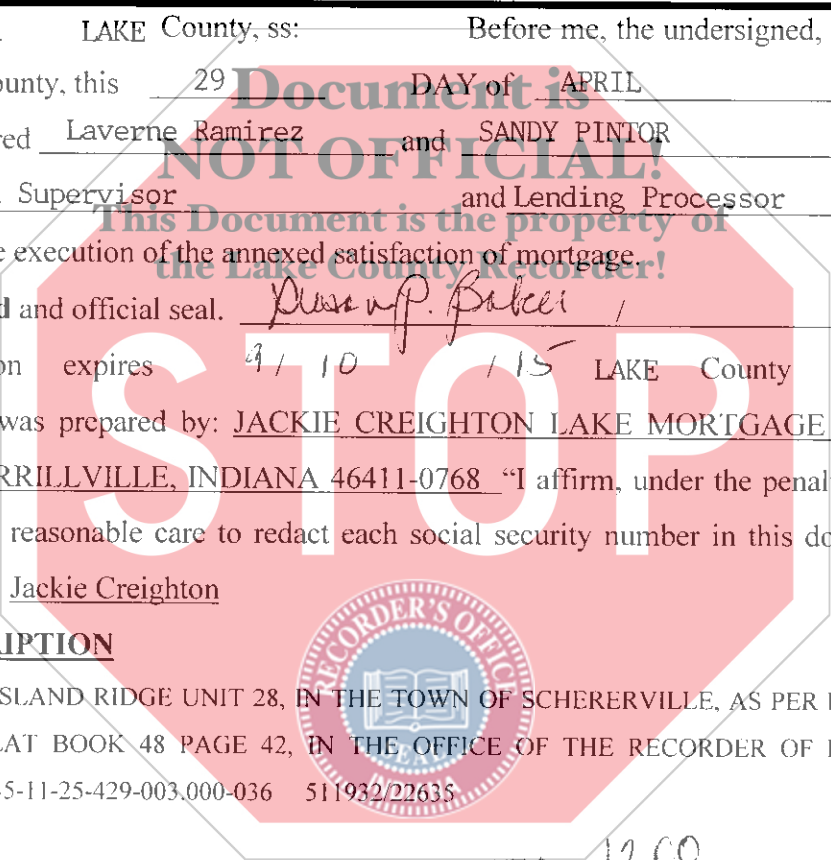 LAKE County, ss: Before me, the undersigned,
ounty, this 29 DAY of APRIL
red Laverne Ramirez and SANDY PINTOR
Supervisor and Lending Processor
e execution of the annexed satisfaction of mortgage.
d and official seal. Susan P. Baker
on expires 9/10/15 LAKE County
was prepared by: JACKIE CREIGHTON LAKE MORTGAGE
RRILLVILLE, INDIANA 46411-0768 “I affirm, under the penal
reasonable care to redact each social security number in this do
Jackie Creighton
RIPTION
SLAND RIDGE UNIT 28, IN THE TOWN OF SCHERERVILLE, AS PER
LAT BOOK 48 PAGE 42, IN THE OFFICE OF THE RECORDER OF
5-11-25-429-003.000-036 511932/22635
Document is
NOT OFFICIAL!
This Document is the property of
the Lake County Recorder!
STOP
RECORDER'S OFFICE
SEAL
INDIANA